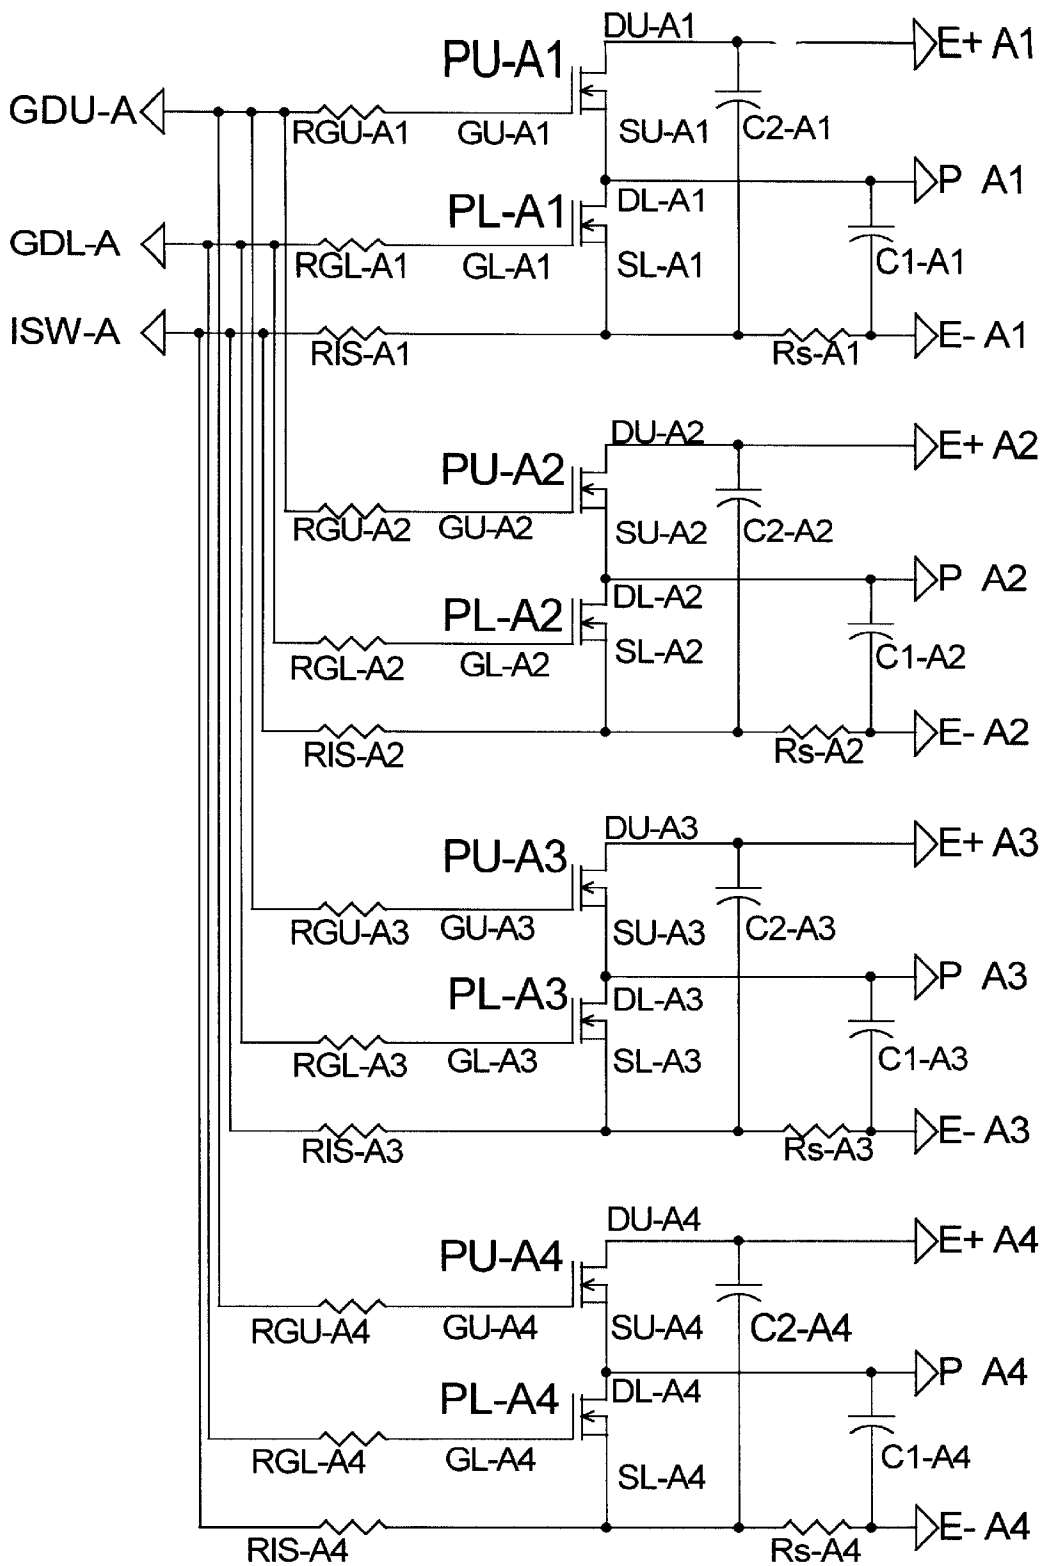 DU-A1
E+ A1
PU-A1
GDU-A
RGU-A1
GU-A1
SU-A1
C2-A1
P A1
PL-A1
DL-A1
GDL-A
RGL-A1
GL-A1
SL-A1
C1-A1
ISW-A
RIS-A1
Rs-A1
E- A1
DU-A2
E+ A2
PU-A2
RGU-A2
GU-A2
SU-A2
C2-A2
P A2
PL-A2
DL-A2
RGL-A2
GL-A2
SL-A2
C1-A2
RIS-A2
Rs-A2
E- A2
DU-A3
E+ A3
PU-A3
RGU-A3
GU-A3
SU-A3
C2-A3
P A3
PL-A3
DL-A3
RGL-A3
GL-A3
SL-A3
C1-A3
RIS-A3
Rs-A3
E- A3
DU-A4
E+ A4
PU-A4
RGU-A4
GU-A4
SU-A4
C2-A4
P A4
PL-A4
DL-A4
RGL-A4
GL-A4
SL-A4
C1-A4
RIS-A4
Rs-A4
E- A4